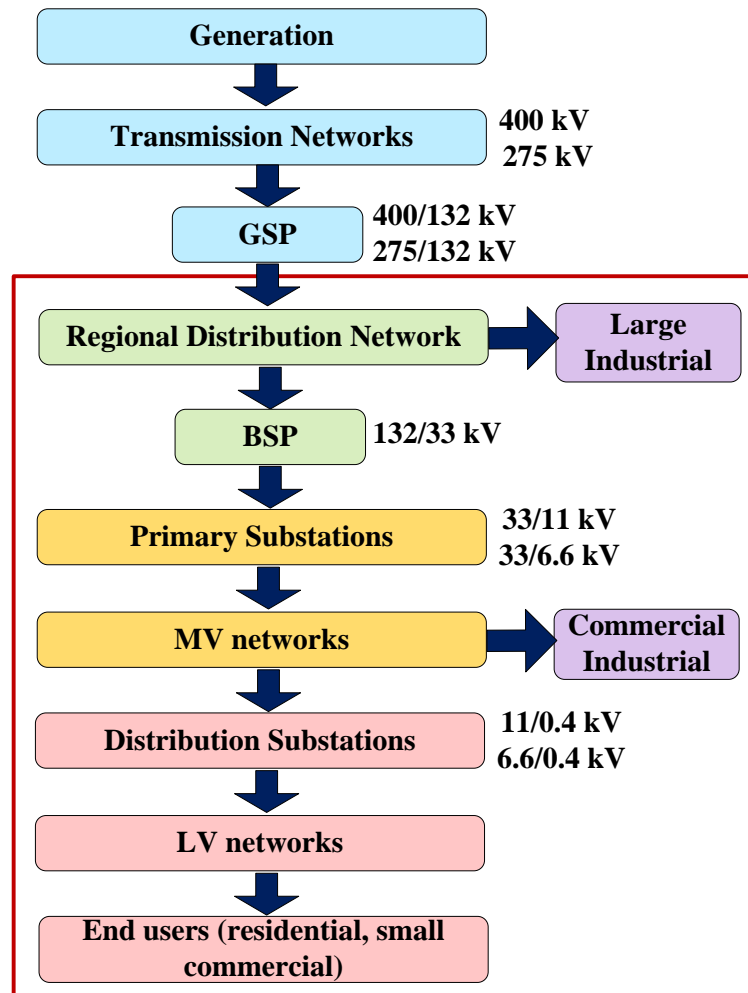 Generation
Transmission Networks
400 kV
275 kV
GSP
400/132 kV
275/132 kV
Regional Distribution Network
Large
Industrial
BSP
132/33 kV
Primary Substations
33/11 kV
33/6.6 kV
MV networks
Commercial
Industrial
Distribution Substations
11/0.4 kV
6.6/0.4 kV
LV networks
End users (residential, small
commercial)